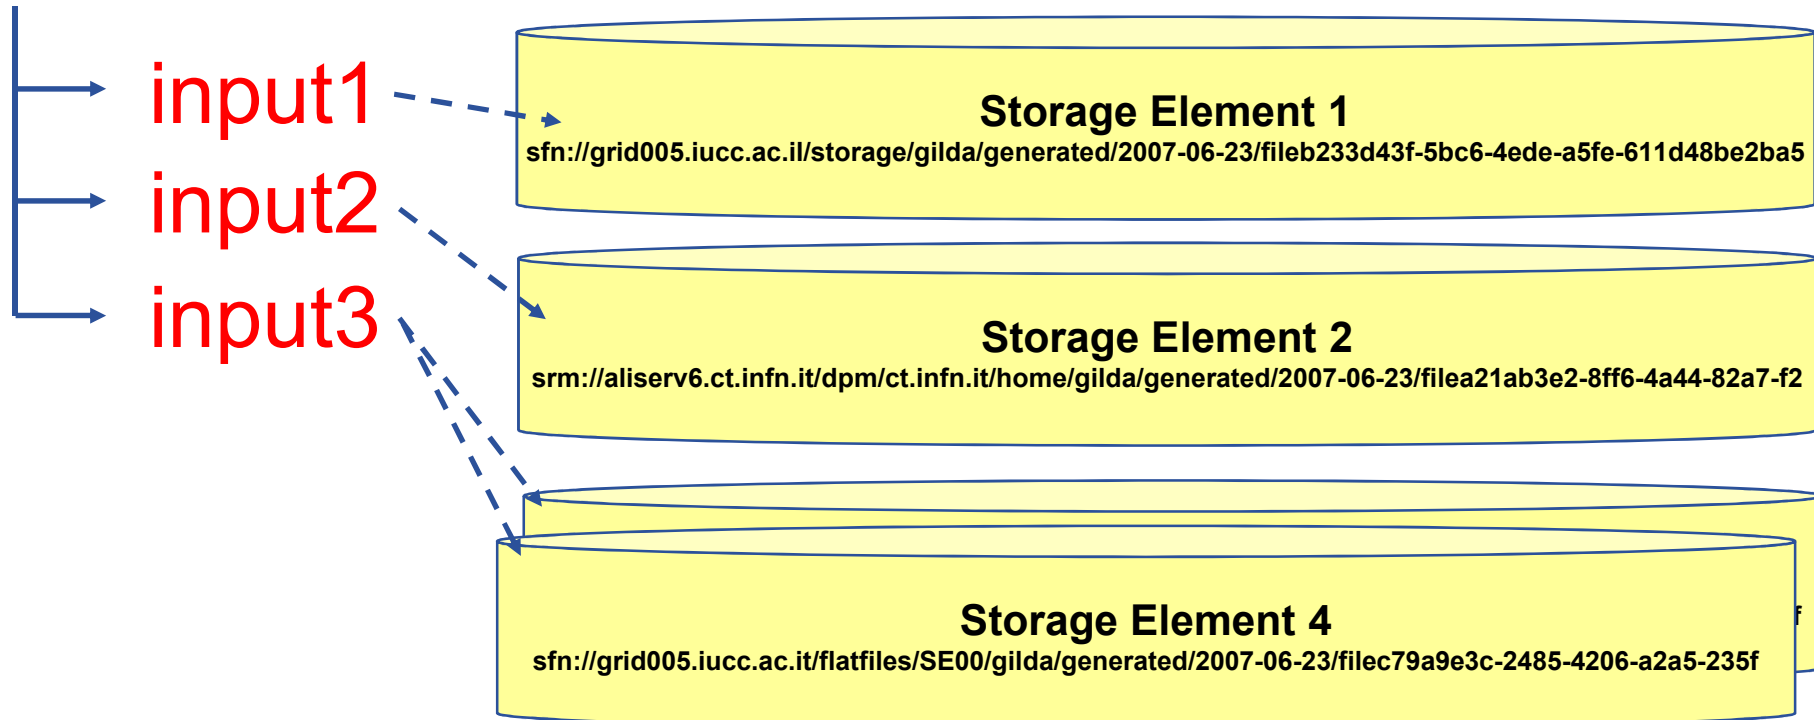 input1
Storage Element 1
sfn://grid005.iucc.ac.il/storage/gilda/generated/2007-06-23/fileb233d43f-5bc6-4ede-a5fe-611d48be2ba5
input2
Storage Element 2
srm://aliserv6.ct.infn.it/dpm/ct.infn.it/home/gilda/generated/2007-06-23/filea21ab3e2-8ff6-4a44-82a7-f2
input3
Storage Element 4
sfn://grid005.iucc.ac.it/flatfiles/SE00/gilda/generated/2007-06-23/filec79a9e3c-2485-4206-a2a5-235f